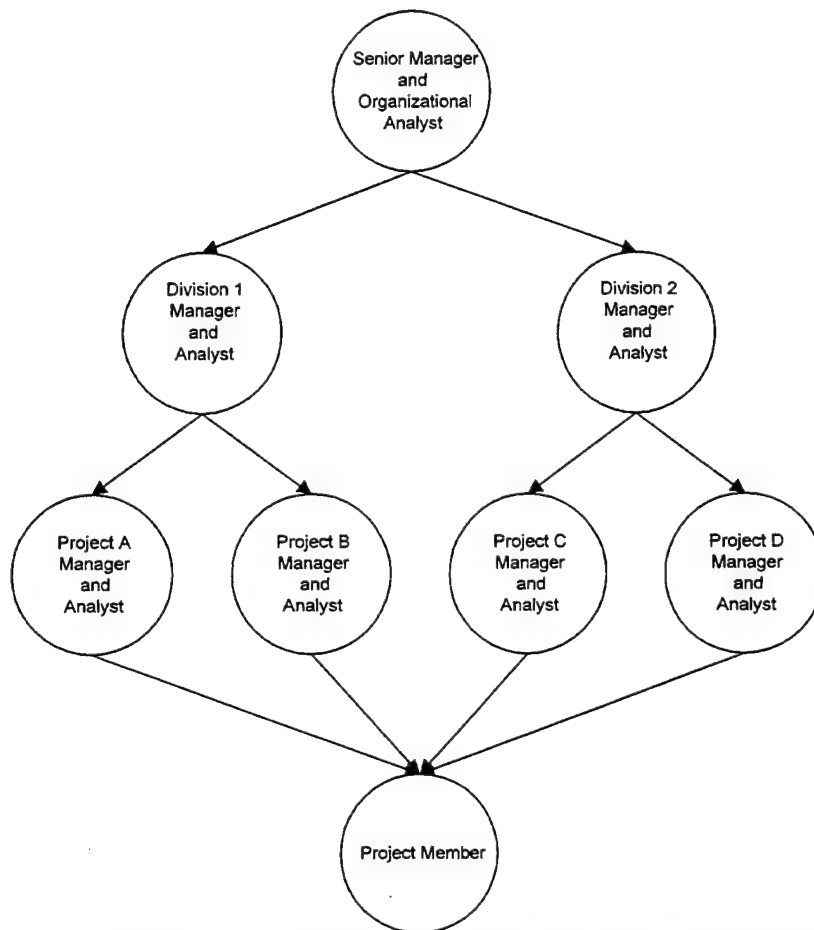 Senior Manager
and
Organizational
Analyst
Division 1
Manager
and
Analyst
Division 2
Manager
and
Analyst
Project A
Manager
and
Analyst
Project B
Manager
and
Analyst
Project C
Manager
and
Analyst
Project D
Manager
and
Analyst
Project Member